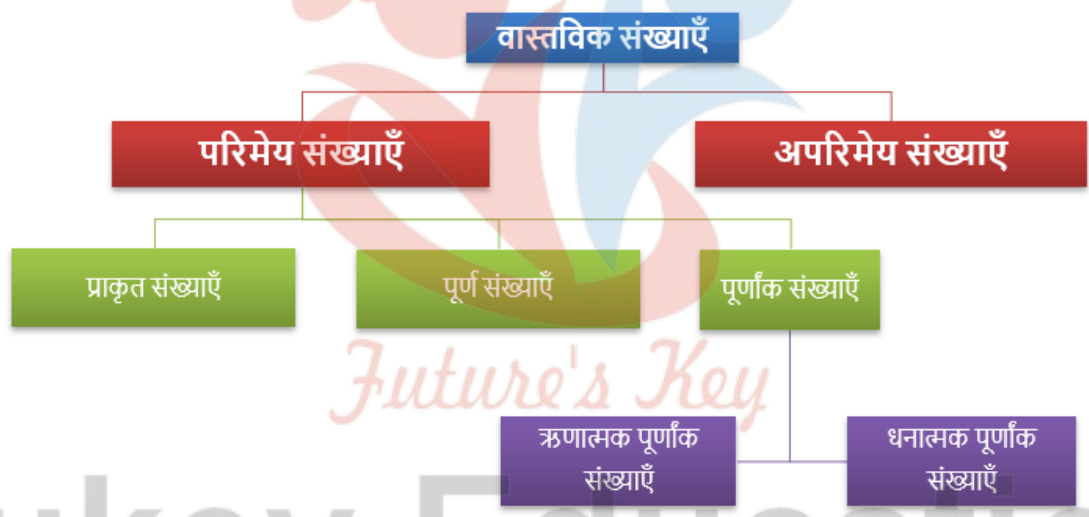 वास्तविक संख्याएँ
परिमेय संख्याएँ
अपरिमेय संख्याएँ
प्राकृत संख्याएँ
पूर्ण संख्याएँ
पूर्णांक संख्याएँ
Future's Key
ऋणात्मक पूर्णांक
संख्याएँ
धनात्मक पूर्णांक
संख्याएँ